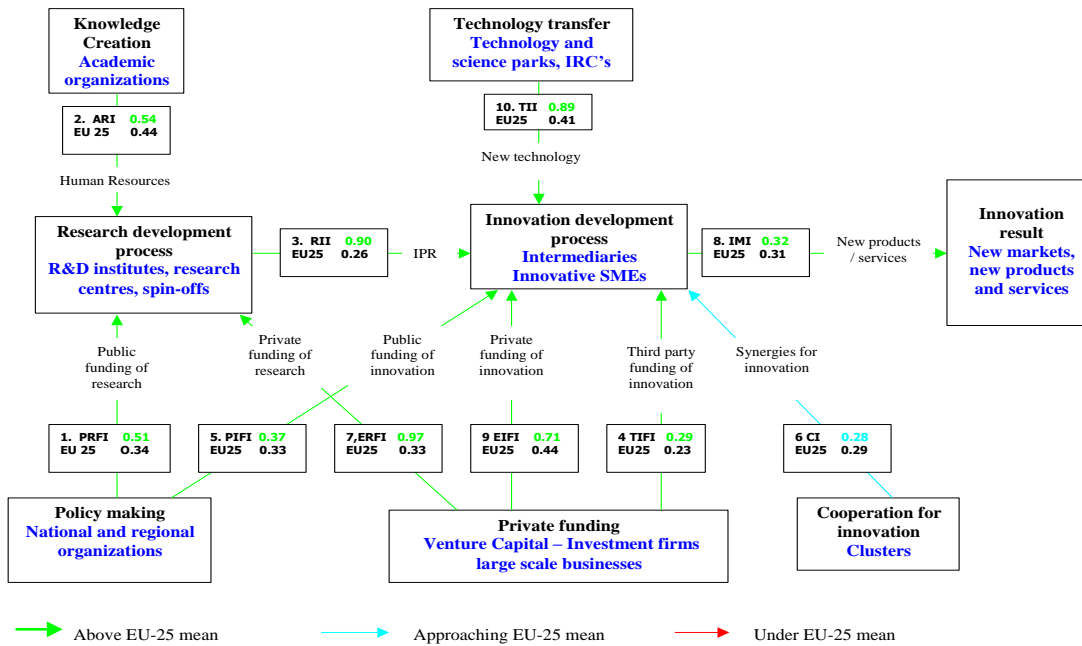 Knowledge
Creation
Academic
organizations
Technology transfer
Technology and
science parks, IRC's
2. ARI 0.54
EU 25 0.44
10. TII 0.89
EU25 0.41
New technology
Human Resources
Research development
process
R&D institutes, research
centres, spin-offs
3. RII 0.90
EU25 0.26
IPR
Innovation development
process
Intermediaries
Innovative SMEs
8. IMI 0.32
EU25 0.31
New products
/ services
Innovation
result
New markets,
new products
and services
Public
funding of
research
Private
funding of
research
Public
funding of
innovation
Private
funding of
innovation
Third party
funding of
innovation
Synergies for
innovation
1. PRFI 0.51
EU 25 O.34
5. PIFI 0.37
EU25 0.33
7,ERFI 0.97
EU25 0.33
9 EIFI 0.71
EU25 0.44
4 TIFI 0.29
EU25 0.23
6 CI 0.28
EU25 0.29
Policy making
National and regional
organizations
Private funding
Venture Capital – Investment firms
large scale businesses
Cooperation for
innovation
Clusters
Above EU-25 mean
Approaching EU-25 mean
Under EU-25 mean